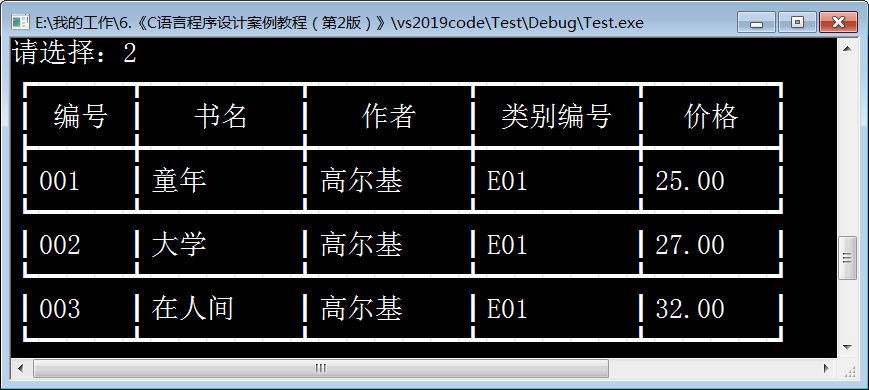 E:\我的工作\6.《C语言程序设计案例教程（第2版）》\vs2019code\Test\Debug\Test.exe
请选择：2
编号 书名 作者 类别编号 价格
001 童年 高尔基 E01 25.00
002 大学 高尔基 E01 27.00
003 在人间 高尔基 E01 32.00